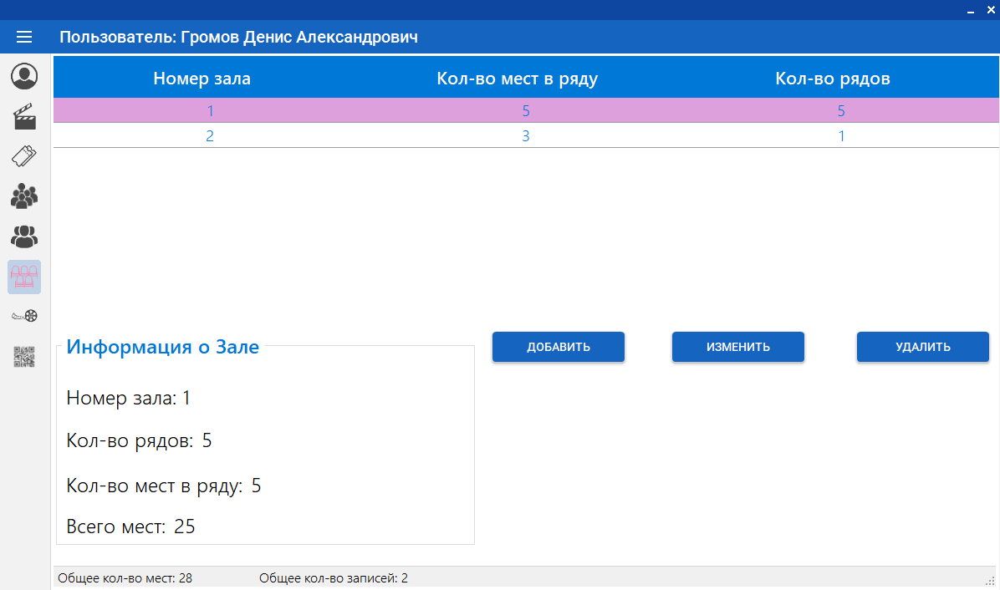 Пользователь: Громов Денис Александрович
Номер зала Кол-во мест в ряду Кол-во рядов
1 5 5
2 3 1
Информация о Зале
ДОБАВИТЬ ИЗМЕНИТЬ УДАЛИТЬ
Номер зала: 1
Кол-во рядов: 5
Кол-во мест в ряду: 5
Всего мест: 25
Общее кол-во мест: 28 Общее кол-во записей: 2